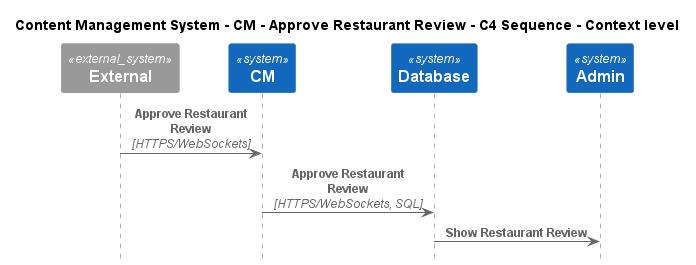 Content Management System - CM - Approve Restaurant Review - C4 Sequence - Context level
«external_system»
External
«system»
CM
«system»
Database
«system»
Admin
Approve Restaurant
Review
[HTTPS/WebSockets]
Approve Restaurant
Review
[HTTPS/WebSockets, SQL]
Show Restaurant Review